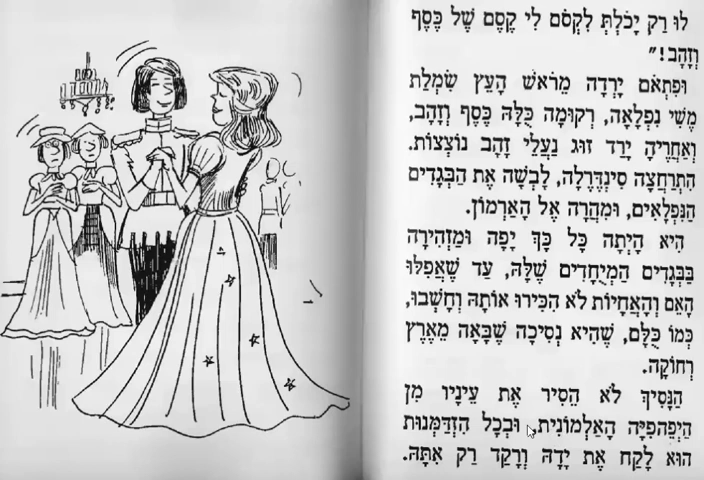 לוּ רַק יָכֹלְתְּ לִקְסֹם לִי קֶסֶם שֶׁל כֶּסֶף
וְזָהָב!"
וּפִתְאֹם יָרְדָה מֵרֹאשׁ הָעֵץ שִׂמְלַת
מֶשִׁי נִפְלָאָה, רְקוּמָה כֻּלָּהּ כֶּסֶף וְזָהָב,
וְאַחֲרֶיהָ יָרַד זוּג נַעֲלֵי זָהָב נוֹצְצוֹת.
הִתְרַחֲצָה סִינְדֶּרֶלָה, לָבְשָׁה אֶת הַבְּגָדִים
הַנִּפְלָאִים, וּמִהֲרָה אֶל הָאַרְמוֹן.
הִיא הָיְתָה כָּל כָּךְ יָפָה וּמַזְהִירָה
בַּבְּגָדִים הַמְיֻחָדִים שֶׁלָּהּ, עַד שֶׁאֲפִלּוּ
הָאֵם וְהָאֲחָיוֹת לֹא הִכִּירוּ אוֹתָהּ וְחָשְׁבוּ,
כְּמוֹ כֻּלָּם, שֶׁהִיא נְסִיכָה שֶׁבָּאָה מֵאֶרֶץ
רְחוֹקָה.
הַנָּסִיךְ לֹא הֵסִיר אֶת עֵינָיו מִן
הַיְפֵהפִיָּה הָאַלְמוֹנִית, וּבְכָל הִזְדַּמְּנוּת
הוּא לָקַח אֶת יָדָהּ וְרָקַד רַק אִתָּהּ.